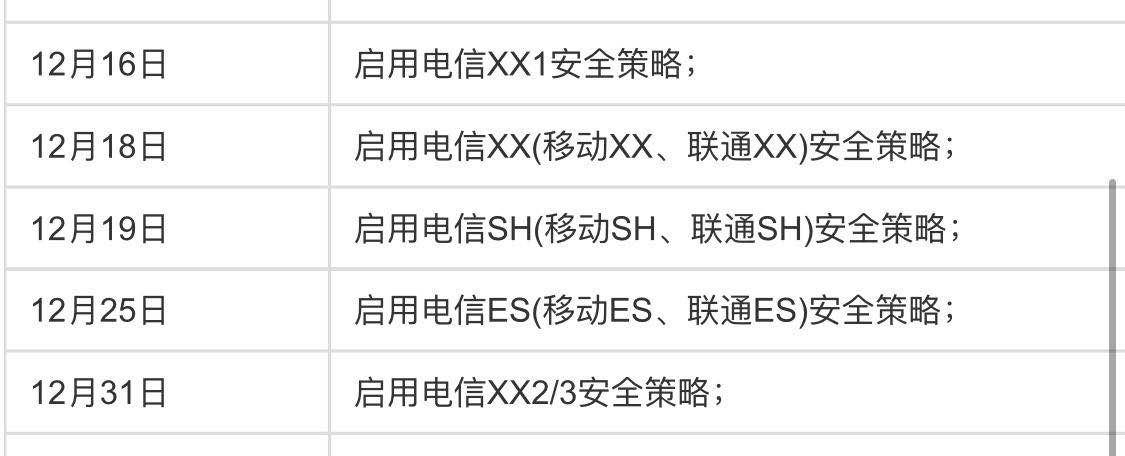 12月16日 启用电信XX1安全策略；
12月18日 启用电信XX(移动XX、联通XX)安全策略；
12月19日 启用电信SH(移动SH、联通SH)安全策略；
12月25日 启用电信ES(移动ES、联通ES)安全策略；
12月31日 启用电信XX2/3安全策略；